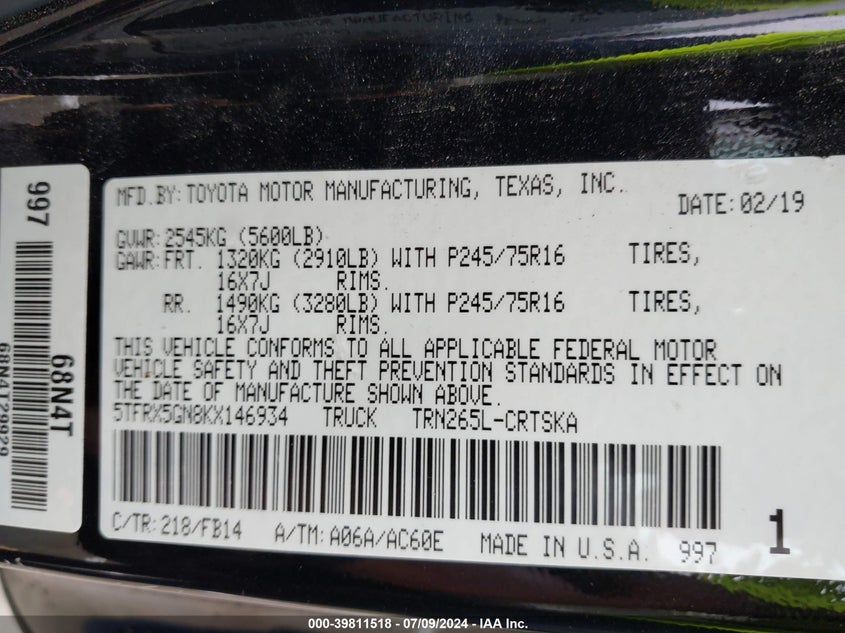 MFD.BY:TOYOTA MOTOR MANUFACTURING, TEXAS, INC.
DATE:02/19
GVWR:2545KG (5600LB)
GAWR:FRT. 1320KG (2910LB) WITH P245/75R16 TIRES,
16X7J RIMS.
RR. 1490KG (3280LB) WITH P245/75R16 TIRES,
16X7J RIMS.
THIS VEHICLE CONFORMS TO ALL APPLICABLE FEDERAL MOTOR
VEHICLE SAFETY AND THEFT PREVENTION STANDARDS IN EFFECT ON
THE DATE OF MANUFACTURE SHOWN ABOVE.
5TFRX5GN8KX146934 TRUCK TRN265L-CRTSKA
C/TR:218/FB14 A/TM:A06A/AC60E MADE IN U.S.A. 997 1
997
68N4T
68N4T29929
000-39811518 - 07/09/2024 - IAA Inc.